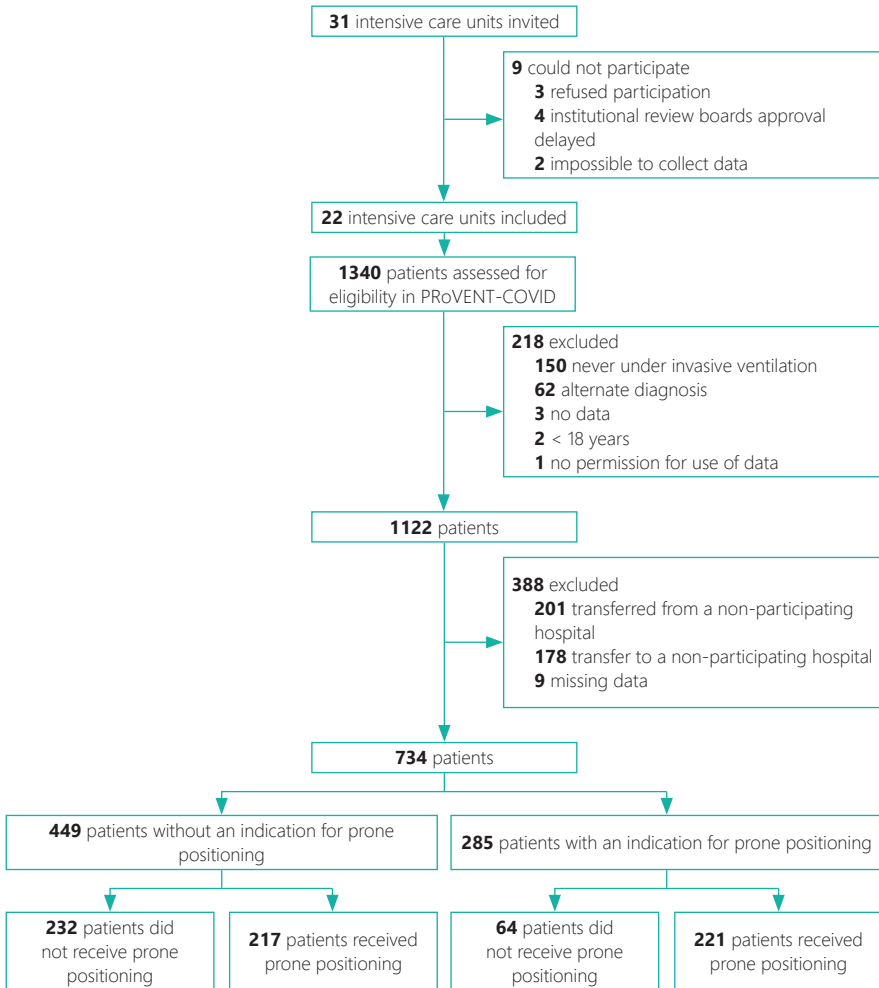 31 intensive care units invited
9 could not participate
3 refused participation
4 institutional review boards approval
delayed
2 impossible to collect data
22 intensive care units included
1340 patients assessed for
eligibility in PRoVENT-COVID
218 excluded
150 never under invasive ventilation
62 alternate diagnosis
3 no data
2 < 18 years
1 no permission for use of data
1122 patients
388 excluded
201 transferred from a non-participating
hospital
178 transfer to a non-participating hospital
9 missing data
734 patients
449 patients without an indication for prone
positioning
285 patients with an indication for prone positioning
232 patients did
not receive prone
positioning
217 patients received
prone positioning
64 patients did
not receive prone
positioning
221 patients received
prone positioning